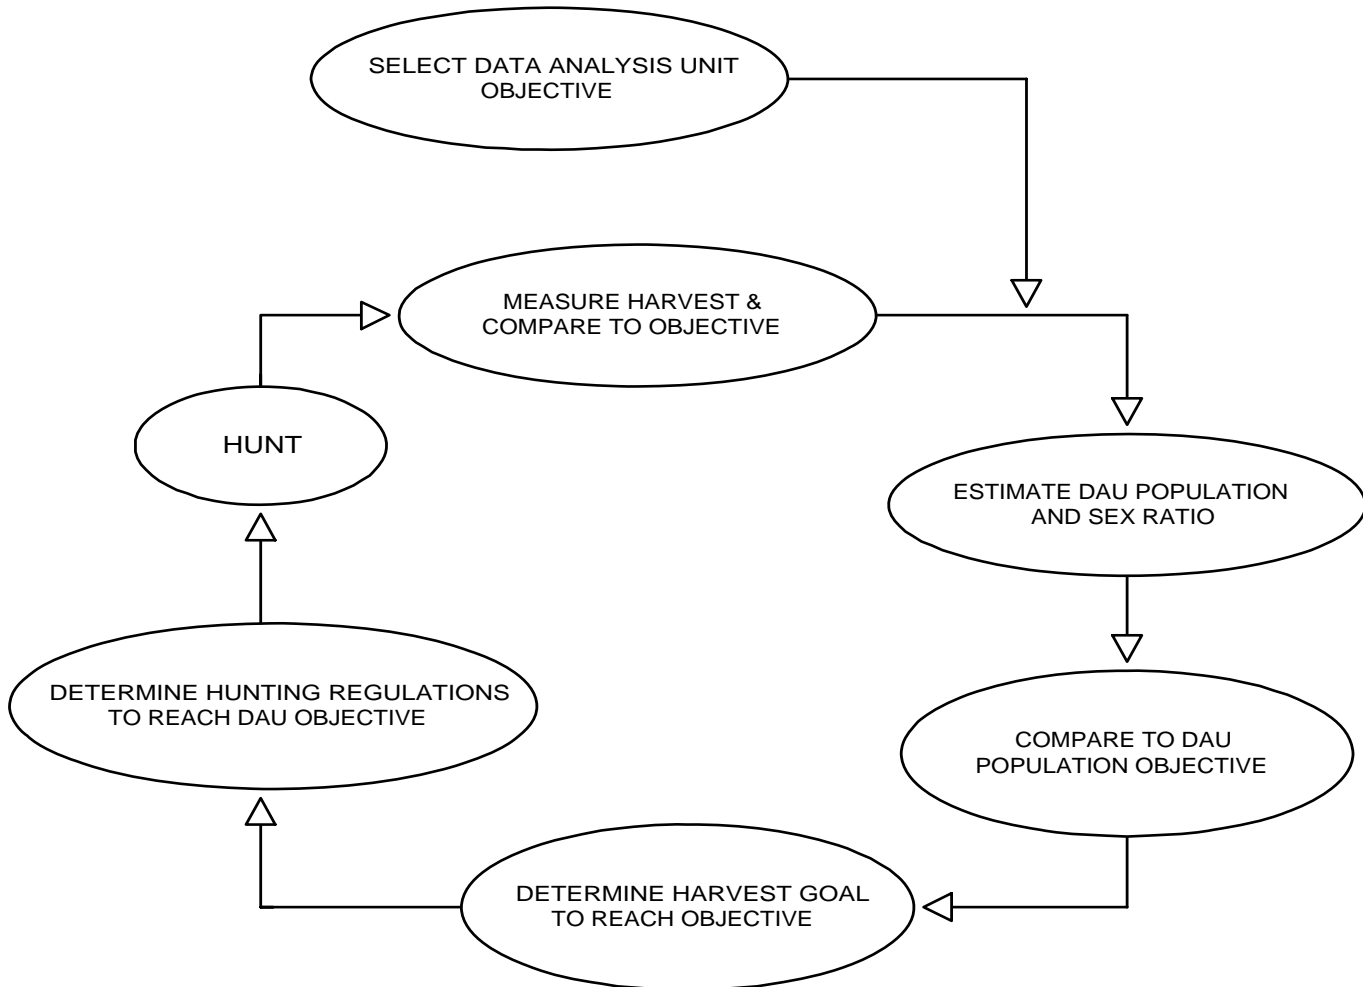 SELECT DATA ANALYSIS UNIT
OBJECTIVE
MEASURE HARVEST &
COMPARE TO OBJECTIVE
HUNT
ESTIMATE DAU POPULATION
AND SEX RATIO
DETERMINE HUNTING REGULATIONS
TO REACH DAU OBJECTIVE
COMPARE TO DAU
POPULATION OBJECTIVE
DETERMINE HARVEST GOAL
TO REACH OBJECTIVE